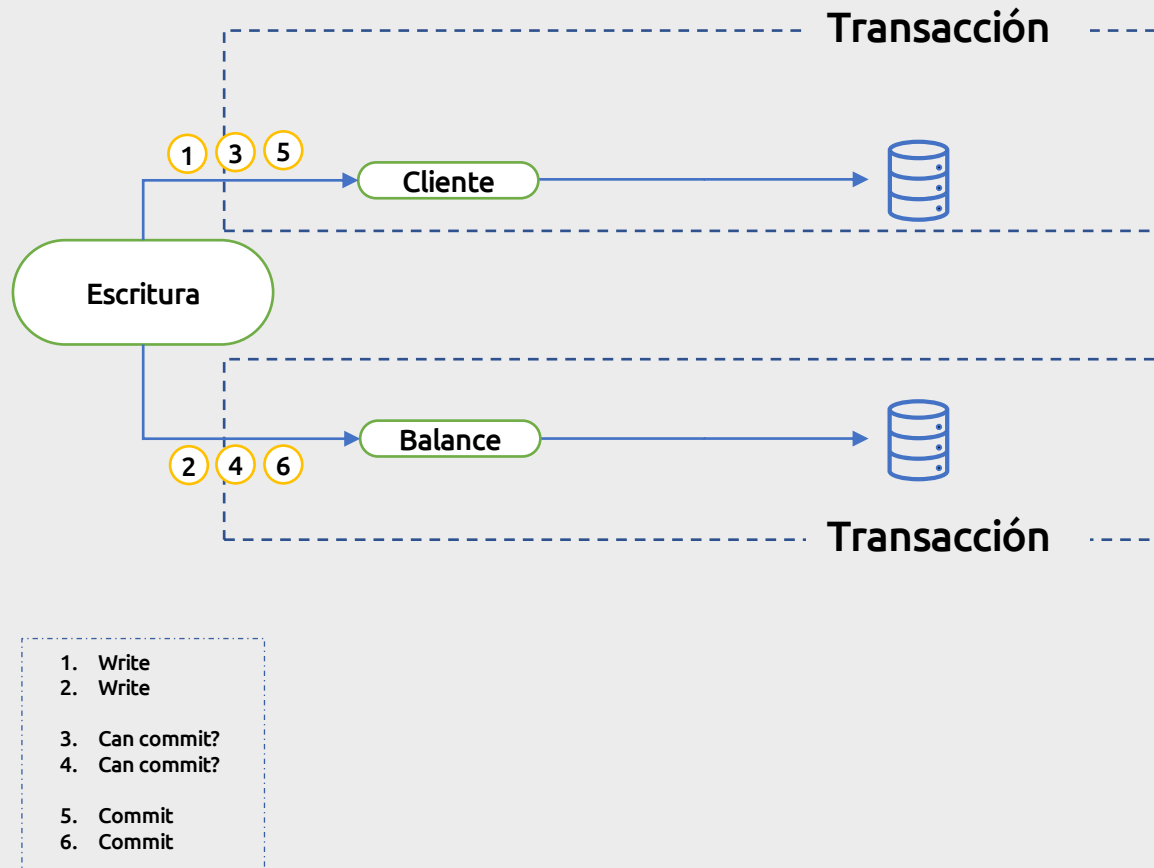 Transacción
1 3 5
Cliente
Escritura
Balance
2 4 6
Transacción
1. Write
2. Write
3. Can commit?
4. Can commit?
5. Commit
6. Commit